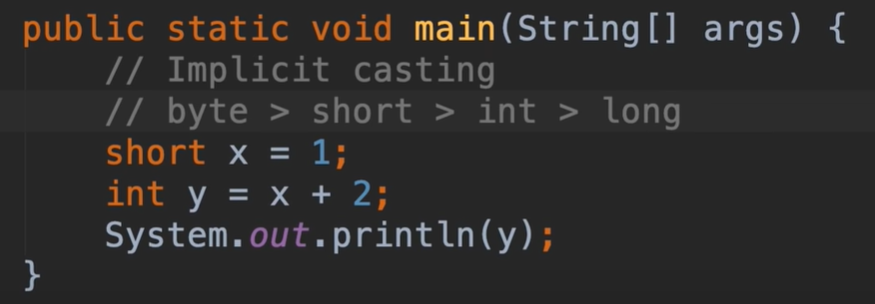 public static void main(String[] args) {
// Implicit casting
// byte > short > int > long
short x = 1;
int y = x + 2;
System.out.println(y);
}